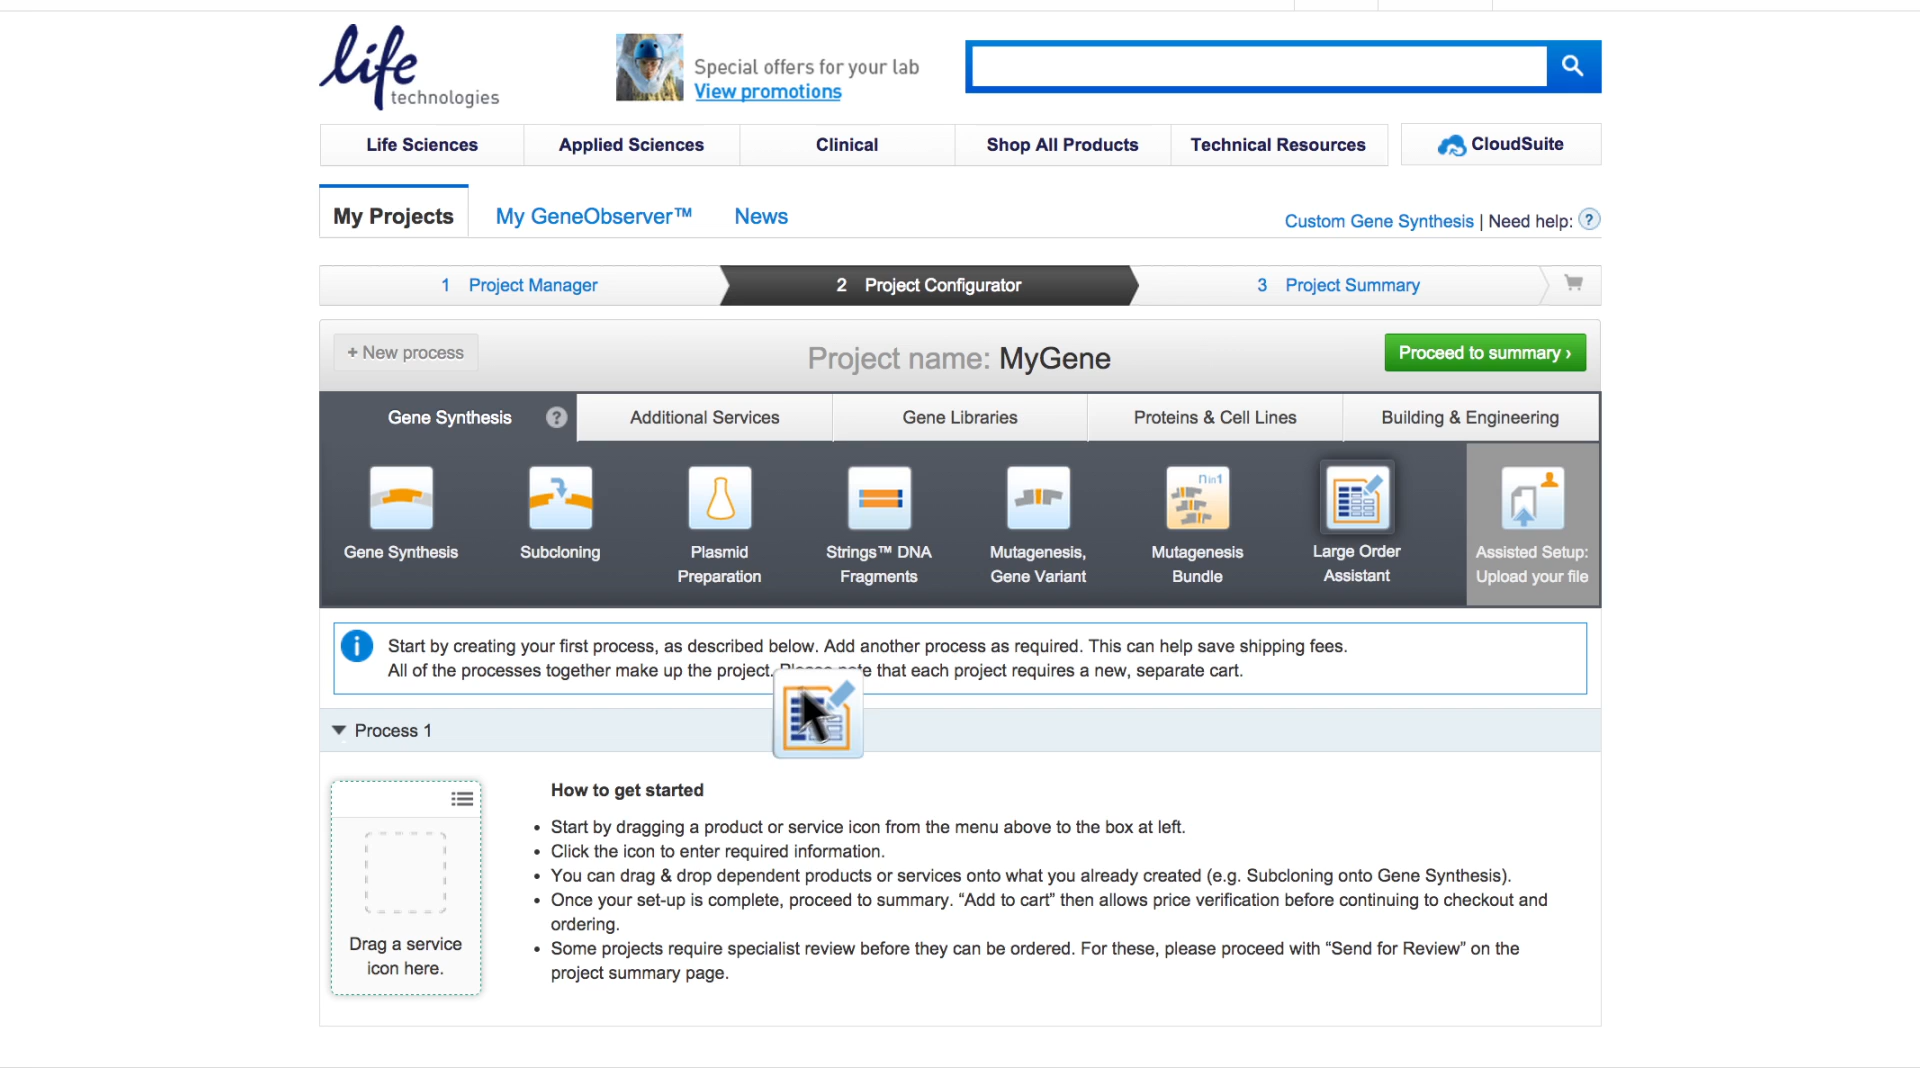 life
technologies
Special offers for your lab
View promotions
Life Sciences
Applied Sciences
Clinical
Shop All Products
Technical Resources
CloudSuite
My Projects
My GeneObserver™
News
Custom Gene Synthesis | Need help: ?
1 Project Manager
2 Project Configurator
3 Project Summary
+ New process
Project name: MyGene
Proceed to summary ›
Gene Synthesis ?
Additional Services
Gene Libraries
Proteins & Cell Lines
Building & Engineering
Gene Synthesis
Subcloning
Plasmid
Preparation
Strings™ DNA
Fragments
Mutagenesis,
Gene Variant
n in1
Mutagenesis
Bundle
Large Order
Assistant
Assisted Setup:
Upload your file
i
Start by creating your first process, as described below. Add another process as required. This can help save shipping fees.
All of the processes together make up the project. Please note that each project requires a new, separate cart.
Process 1
Drag a service
icon here.
How to get started
• Start by dragging a product or service icon from the menu above to the box at left.
• Click the icon to enter required information.
• You can drag & drop dependent products or services onto what you already created (e.g. Subcloning onto Gene Synthesis).
• Once your set-up is complete, proceed to summary. “Add to cart” then allows price verification before continuing to checkout and
ordering.
• Some projects require specialist review before they can be ordered. For these, please proceed with “Send for Review” on the
project summary page.